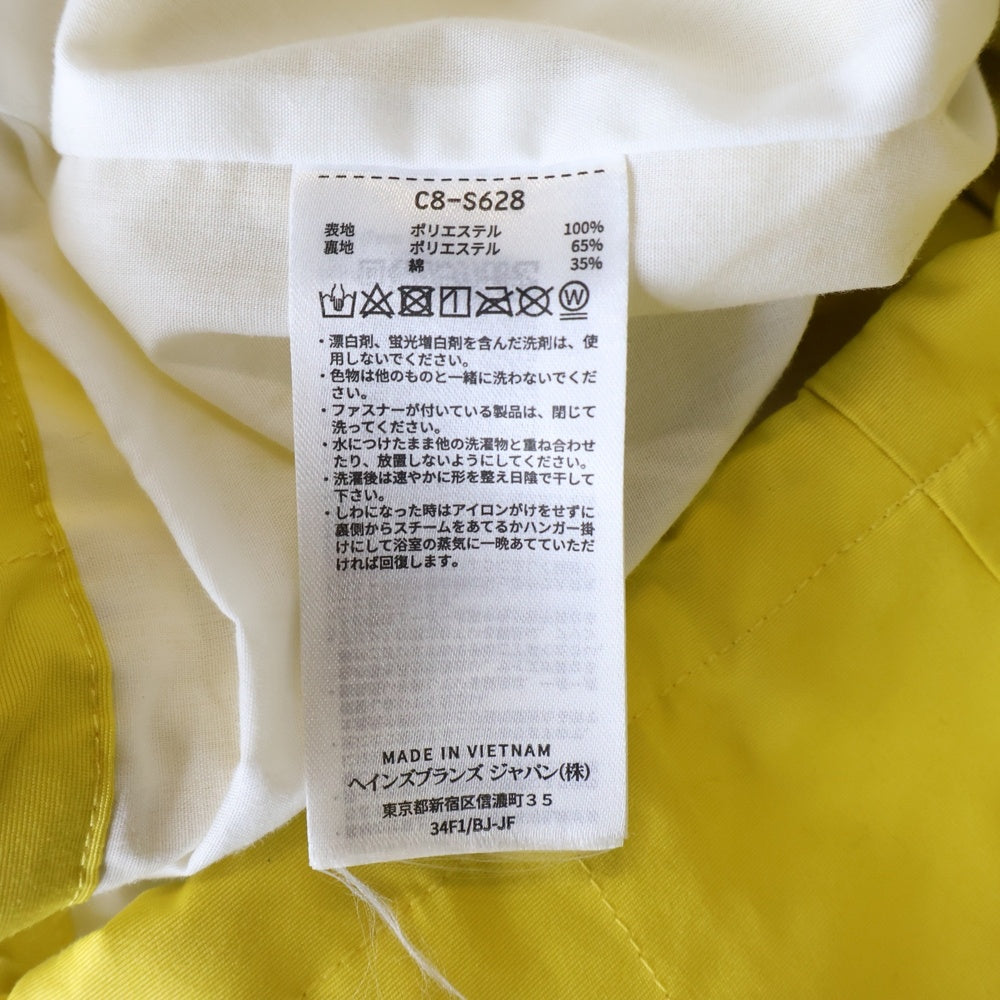 C8-S628
表地 ポリエステル 100%
裏地 ポリエステル 65%
綿 35%
W
・漂白剤、蛍光増白剤を含んだ洗剤は、使
用しないでください。
・色物は他のものと一緒に洗わないでくだ
さい。
・ファスナーが付いている製品は、閉じて
洗ってください。
・水につけたまま他の洗濯物と重ね合わせ
たり、放置しないようにしてください。
・洗濯後は速やかに形を整え日陰で干して
下さい。
・しわになった時はアイロンがけをせずに
裏側からスチームをあてるかハンガー掛
けにして浴室の蒸気に一晩あてていただ
ければ回復します。
MADE IN VIETNAM
ヘインズブランズ ジャパン(株)
東京都新宿区信濃町35
34F1/BJ-JF